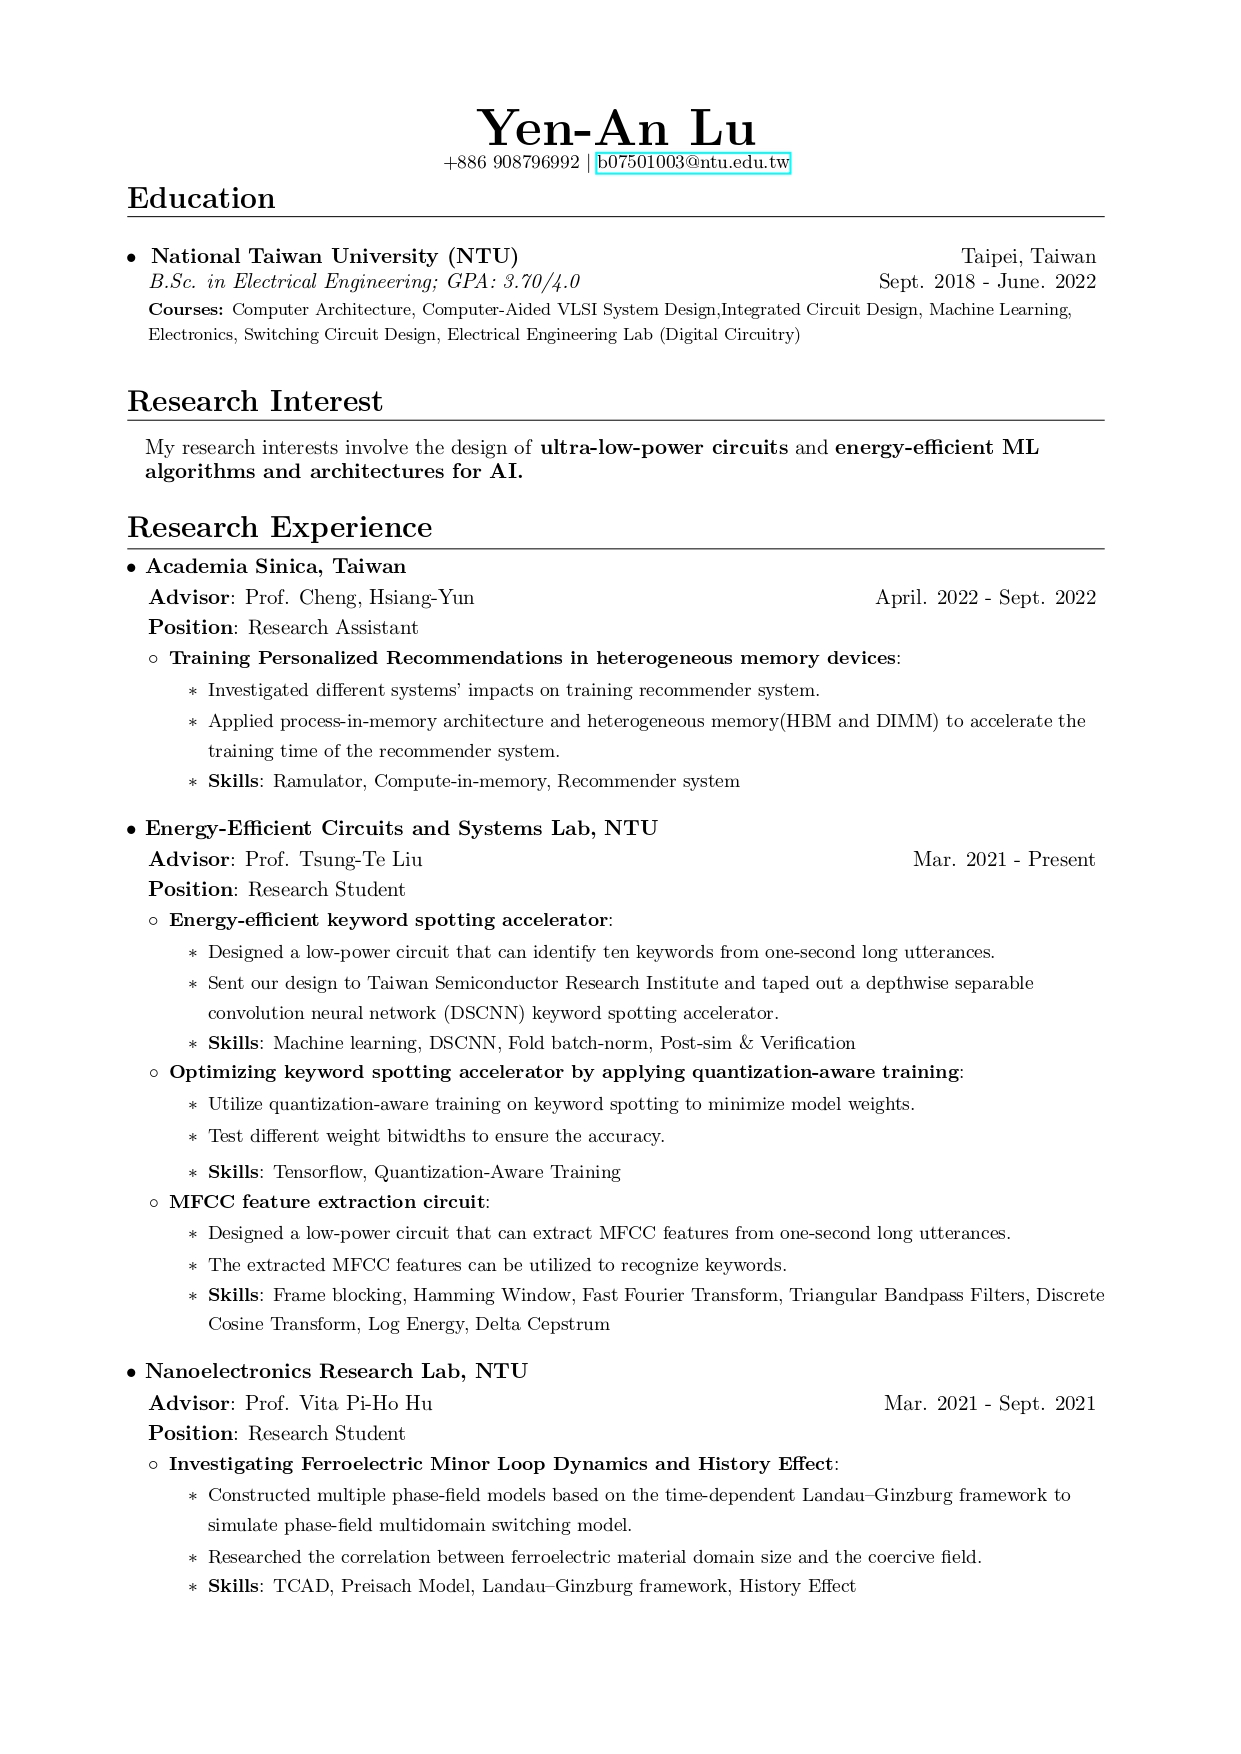 Yen-An Lu
+886 908796992 | b07501003@ntu.edu.tw
Education
• National Taiwan University (NTU) Taipei, Taiwan
B.Sc. in Electrical Engineering; GPA: 3.70/4.0 Sept. 2018 - June. 2022
Courses: Computer Architecture, Computer-Aided VLSI System Design,Integrated Circuit Design, Machine Learning,
Electronics, Switching Circuit Design, Electrical Engineering Lab (Digital Circuitry)
Research Interest
My research interests involve the design of ultra-low-power circuits and energy-efficient ML
algorithms and architectures for AI.
Research Experience
• Academia Sinica, Taiwan
Advisor: Prof. Cheng, Hsiang-Yun April. 2022 - Sept. 2022
Position: Research Assistant
◦ Training Personalized Recommendations in heterogeneous memory devices:
∗ Investigated different systems' impacts on training recommender system.
∗ Applied process-in-memory architecture and heterogeneous memory(HBM and DIMM) to accelerate the
training time of the recommender system.
∗ Skills: Ramulator, Compute-in-memory, Recommender system
• Energy-Efficient Circuits and Systems Lab, NTU
Advisor: Prof. Tsung-Te Liu Mar. 2021 - Present
Position: Research Student
◦ Energy-efficient keyword spotting accelerator:
∗ Designed a low-power circuit that can identify ten keywords from one-second long utterances.
∗ Sent our design to Taiwan Semiconductor Research Institute and taped out a depthwise separable
convolution neural network (DSCNN) keyword spotting accelerator.
∗ Skills: Machine learning, DSCNN, Fold batch-norm, Post-sim & Verification
◦ Optimizing keyword spotting accelerator by applying quantization-aware training:
∗ Utilize quantization-aware training on keyword spotting to minimize model weights.
∗ Test different weight bitwidths to ensure the accuracy.
∗ Skills: Tensorflow, Quantization-Aware Training
◦ MFCC feature extraction circuit:
∗ Designed a low-power circuit that can extract MFCC features from one-second long utterances.
∗ The extracted MFCC features can be utilized to recognize keywords.
∗ Skills: Frame blocking, Hamming Window, Fast Fourier Transform, Triangular Bandpass Filters, Discrete
Cosine Transform, Log Energy, Delta Cepstrum
• Nanoelectronics Research Lab, NTU
Advisor: Prof. Vita Pi-Ho Hu Mar. 2021 - Sept. 2021
Position: Research Student
◦ Investigating Ferroelectric Minor Loop Dynamics and History Effect:
∗ Constructed multiple phase-field models based on the time-dependent Landau–Ginzburg framework to
simulate phase-field multidomain switching model.
∗ Researched the correlation between ferroelectric material domain size and the coercive field.
∗ Skills: TCAD, Preisach Model, Landau–Ginzburg framework, History Effect